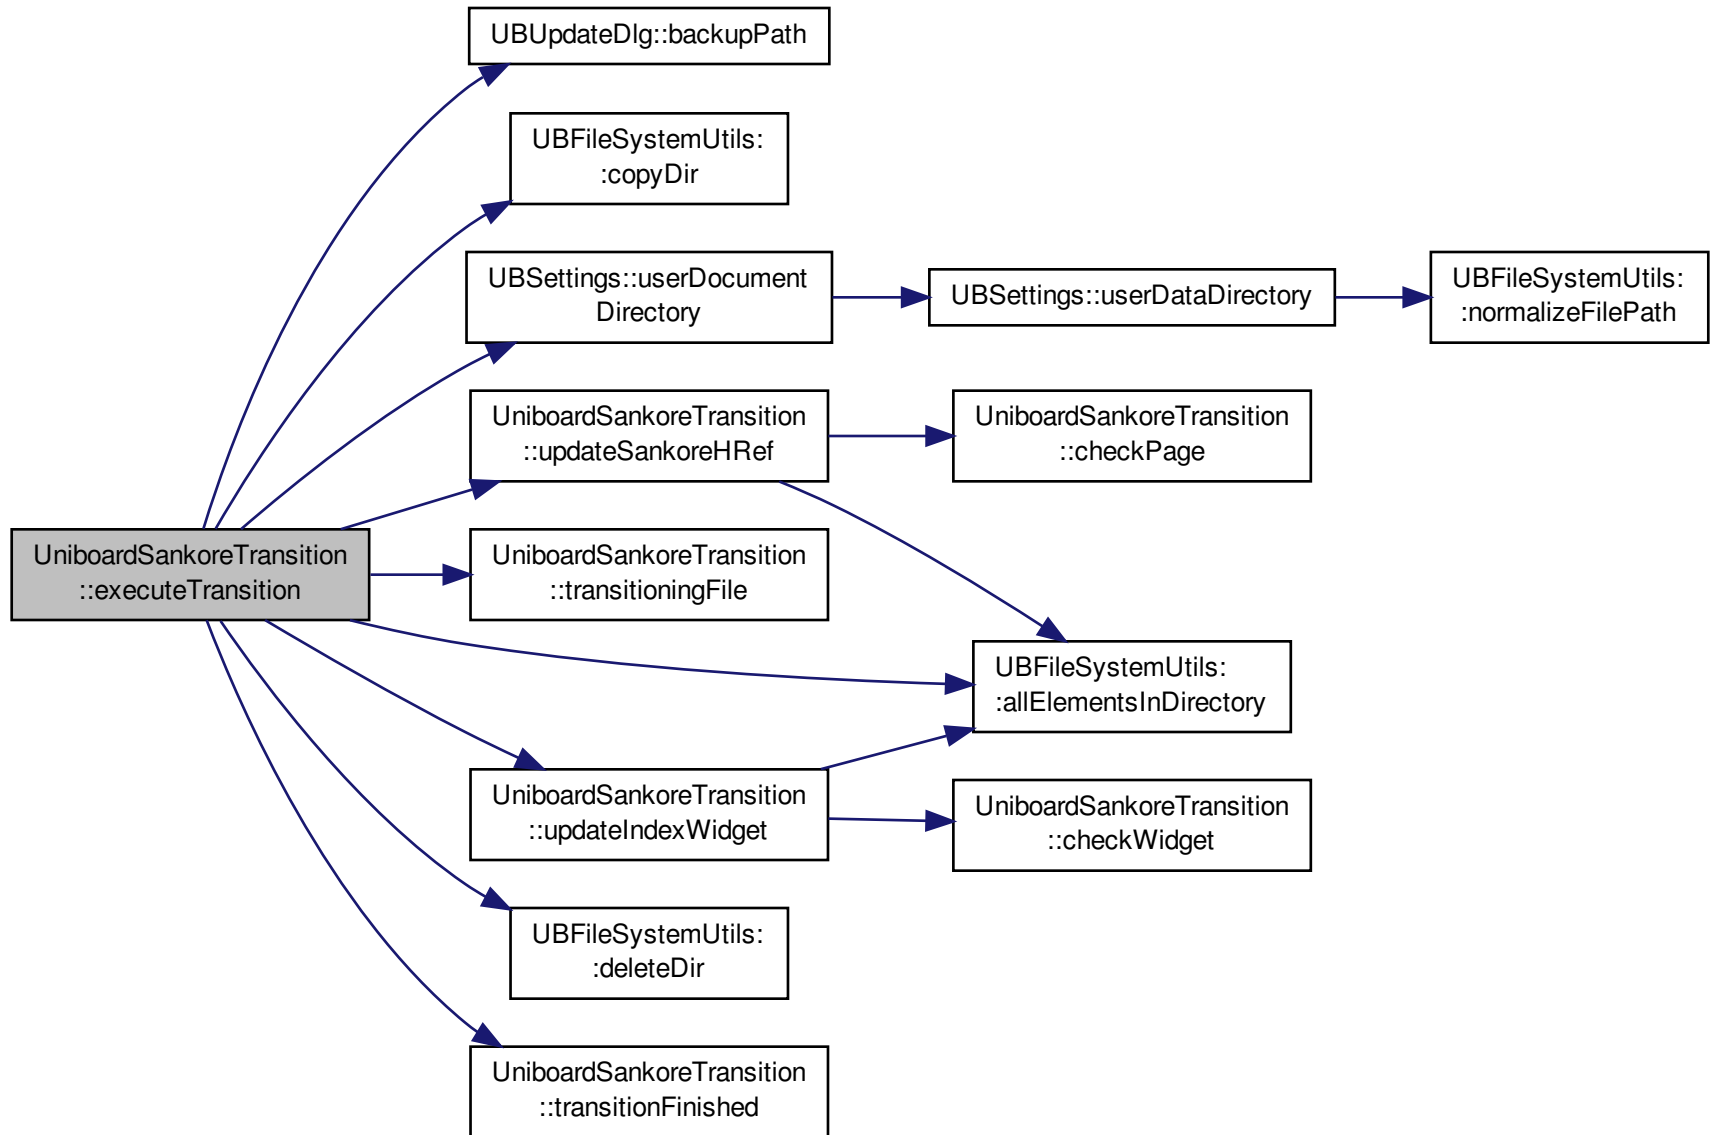 UBUpdateDlg::backupPath
UBFileSystemUtils:
:copyDir
UBSettings::userDocument
Directory
UBSettings::userDataDirectory
UBFileSystemUtils:
:normalizeFilePath
UniboardSankoreTransition
::updateSankoreHRef
UniboardSankoreTransition
::checkPage
UniboardSankoreTransition
::executeTransition
UniboardSankoreTransition
::transitioningFile
UBFileSystemUtils:
:allElementsInDirectory
UniboardSankoreTransition
::updateIndexWidget
UniboardSankoreTransition
::checkWidget
UBFileSystemUtils:
:deleteDir
UniboardSankoreTransition
::transitionFinished